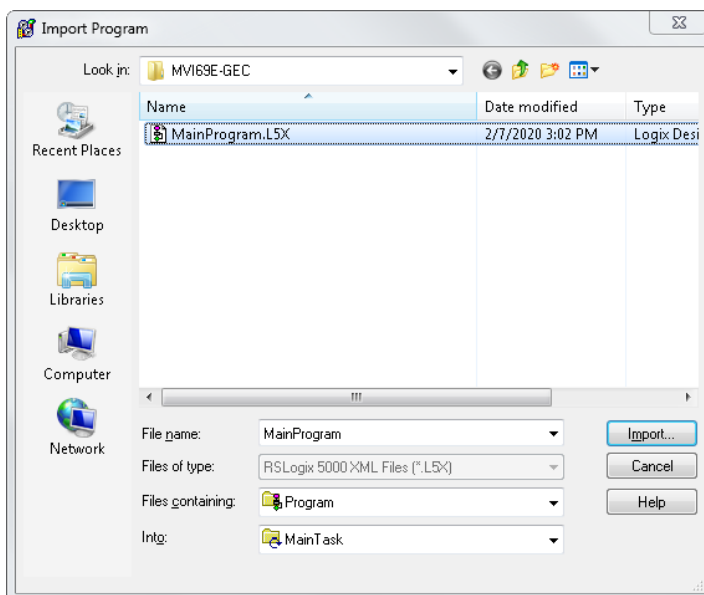 Import Program
Look in: MVI69E-GEC
Name Date modified Type
MainProgram.L5X 2/7/2020 3:02 PM Logix Desi
Recent Places
Desktop
Libraries
Computer
Network
File name: MainProgram Import...
Files of type: RSLogix 5000 XML Files (*.L5X) Cancel
Files containing: Program Help
Into: MainTask